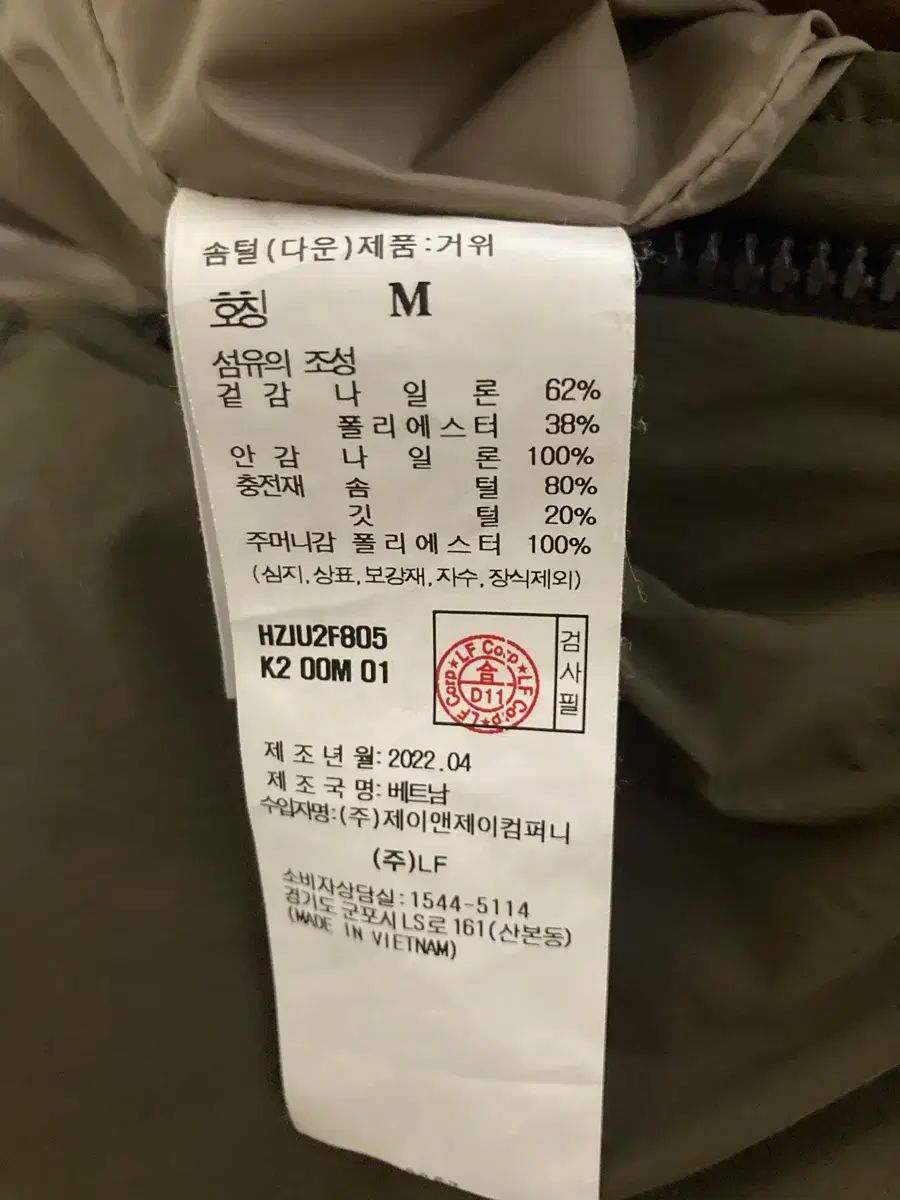 솜털(다운)제품:거위
호칭 M
섬유의 조성
겉 감 나 일 론 62%
폴리에스터 38%
안 감 나 일 론 100%
충전재 솜 털 80%
깃 털 20%
주머니감 폴리에스터 100%
(심지,상표,보강재,자수,장식제외)
HZJU2F805
K2 00M 01
LF Corp★LF Corp★LF Corp★
合
D11
검사필
제 조 년 월: 2022.04
제 조 국 명: 베트남
수입자명:(주)제이앤제이컴퍼니
(주)LF
소비자상담실:1544-5114
경기도 군포시 LS로 161(산본동)
(MADE IN VIETNAM)